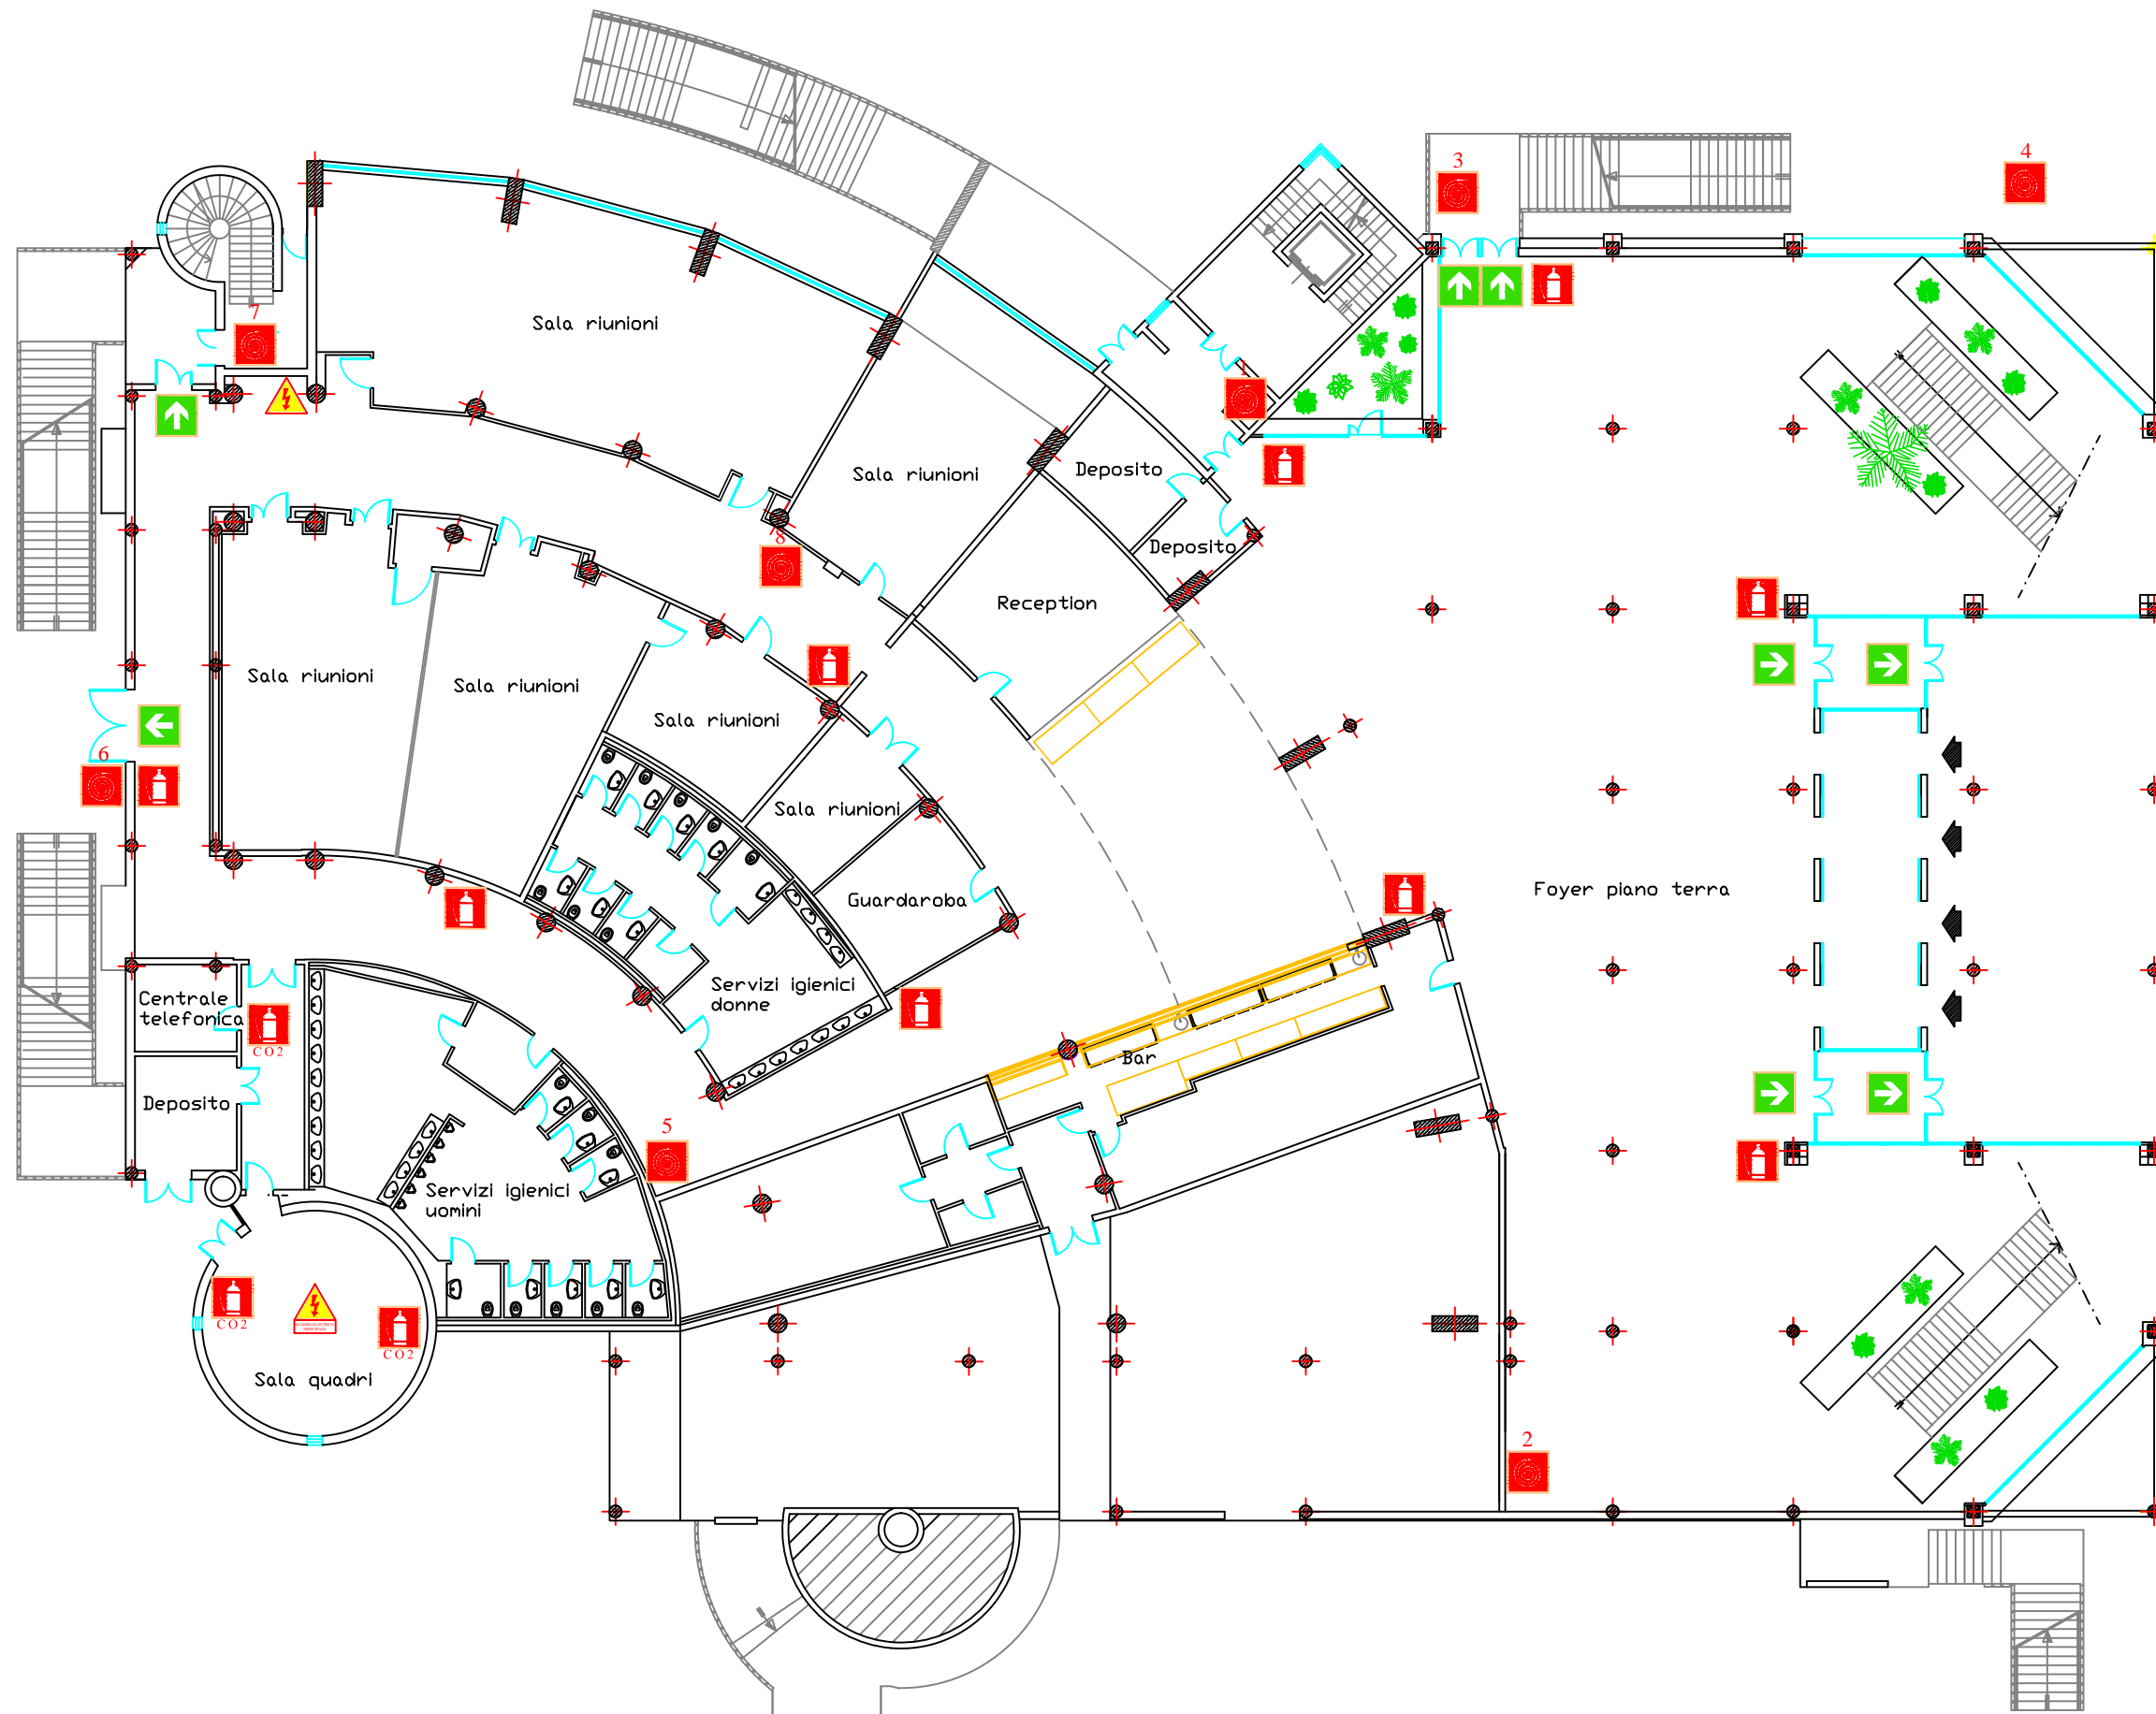 3
4
7
Sala riunioni
Sala riunioni
Deposito
8
Deposito
Reception
Sala riunioni
Sala riunioni
Sala riunioni
6
Sala riunioni
Guardaroba
Foyer piano terra
Servizi igienici
donne
Centrale
telefonica
CO2
Bar
Deposito
5
Servizi igienici
uomini
CO2
CO2
Sala quadri
2